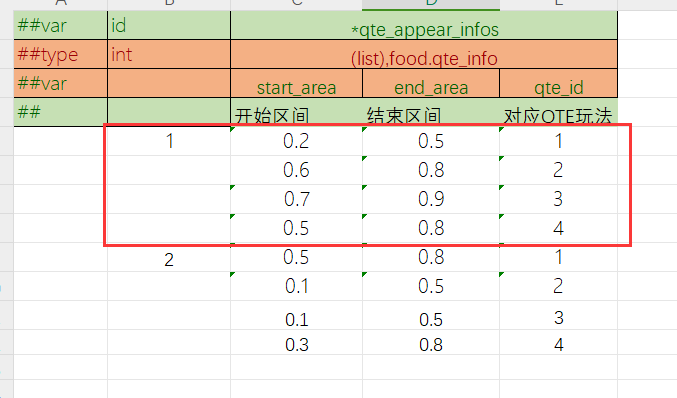 A B C D E
##var id *qte_appear_infos
##type int (list),food.qte_info
##var start_area end_area qte_id
## 开始区间 结束区间 对应QTE玩法
1 0.2 0.5 1
0.6 0.8 2
0.7 0.9 3
0.5 0.8 4
2 0.5 0.8 1
0.1 0.5 2
0.1 0.5 3
0.3 0.8 4